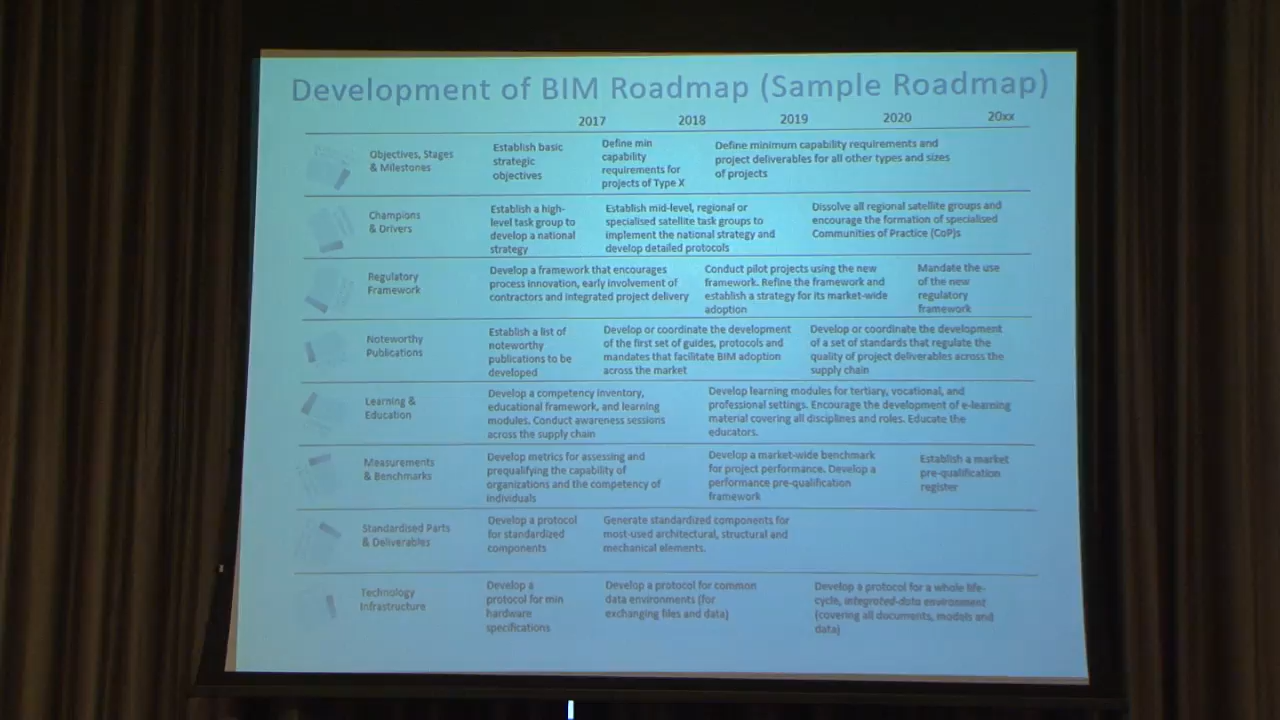 Development of BIM Roadmap (Sample Roadmap)
2017 2018 2019 2020 20xx
Objectives, Stages
& Milestones
Establish basic
strategic
objectives
Define min
capability
requirements for
projects of Type X
Define minimum capability requirements and
project deliverables for all other types and sizes
of projects
Champions
& Drivers
Establish a high-
level task group to
develop a national
strategy
Establish mid-level, regional or
specialised satellite task groups to
implement the national strategy and
develop detailed protocols
Dissolve all regional satellite groups and
encourage the formation of specialised
Communities of Practice (CoP)s
Regulatory
Framework
Develop a framework that encourages
process innovation, early involvement of
contractors and integrated project delivery
Conduct pilot projects using the new
framework. Refine the framework and
establish a strategy for its market-wide
adoption
Mandate the use
of the new
regulatory
framework
Noteworthy
Publications
Establish a list of
noteworthy
publications to be
developed
Develop or coordinate the development
of the first set of guides, protocols and
mandates that facilitate BIM adoption
across the market
Develop or coordinate the development
of a set of standards that regulate the
quality of project deliverables across the
supply chain
Learning &
Education
Develop a competency inventory,
educational framework, and learning
modules. Conduct awareness sessions
across the supply chain
Develop learning modules for tertiary, vocational, and
professional settings. Encourage the development of e-learning
material covering all disciplines and roles. Educate the
educators.
Measurements
& Benchmarks
Develop metrics for assessing and
prequalifying the capability of
organizations and the competency of
individuals
Develop a market-wide benchmark
for project performance. Develop a
performance pre-qualification
framework
Establish a market
pre-qualification
register
Standardised Parts
& Deliverables
Develop a protocol
for standardized
components
Generate standardized components for
most-used architectural, structural and
mechanical elements.
Technology
Infrastructure
Develop a
protocol for min
hardware
specifications
Develop a protocol for common
data environments (for
exchanging files and data)
Develop a protocol for a whole life-
cycle, integrated-data environment
(covering all documents, models and
data)